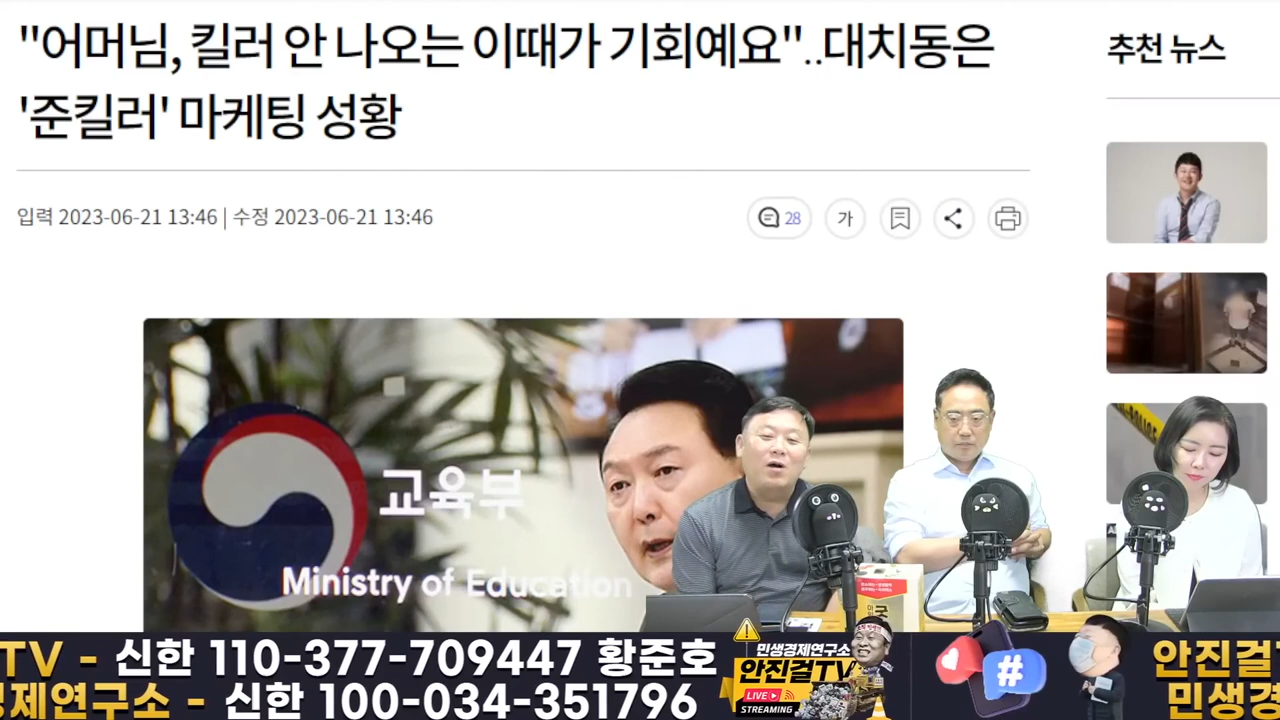 "어머님, 킬러 안 나오는 이때가 기회예요"..대치동은
'준킬러' 마케팅 성황
추천 뉴스
입력 2023-06-21 13:46 | 수정 2023-06-21 13:46
28
가
교육부
Ministry of Education
TV - 신한 110-377-709447 황준호
경제연구소 - 신한 100-034-351796
민생경제연구소
안진걸TV
LIVE
STREAMING
#
안진걸T
민생경